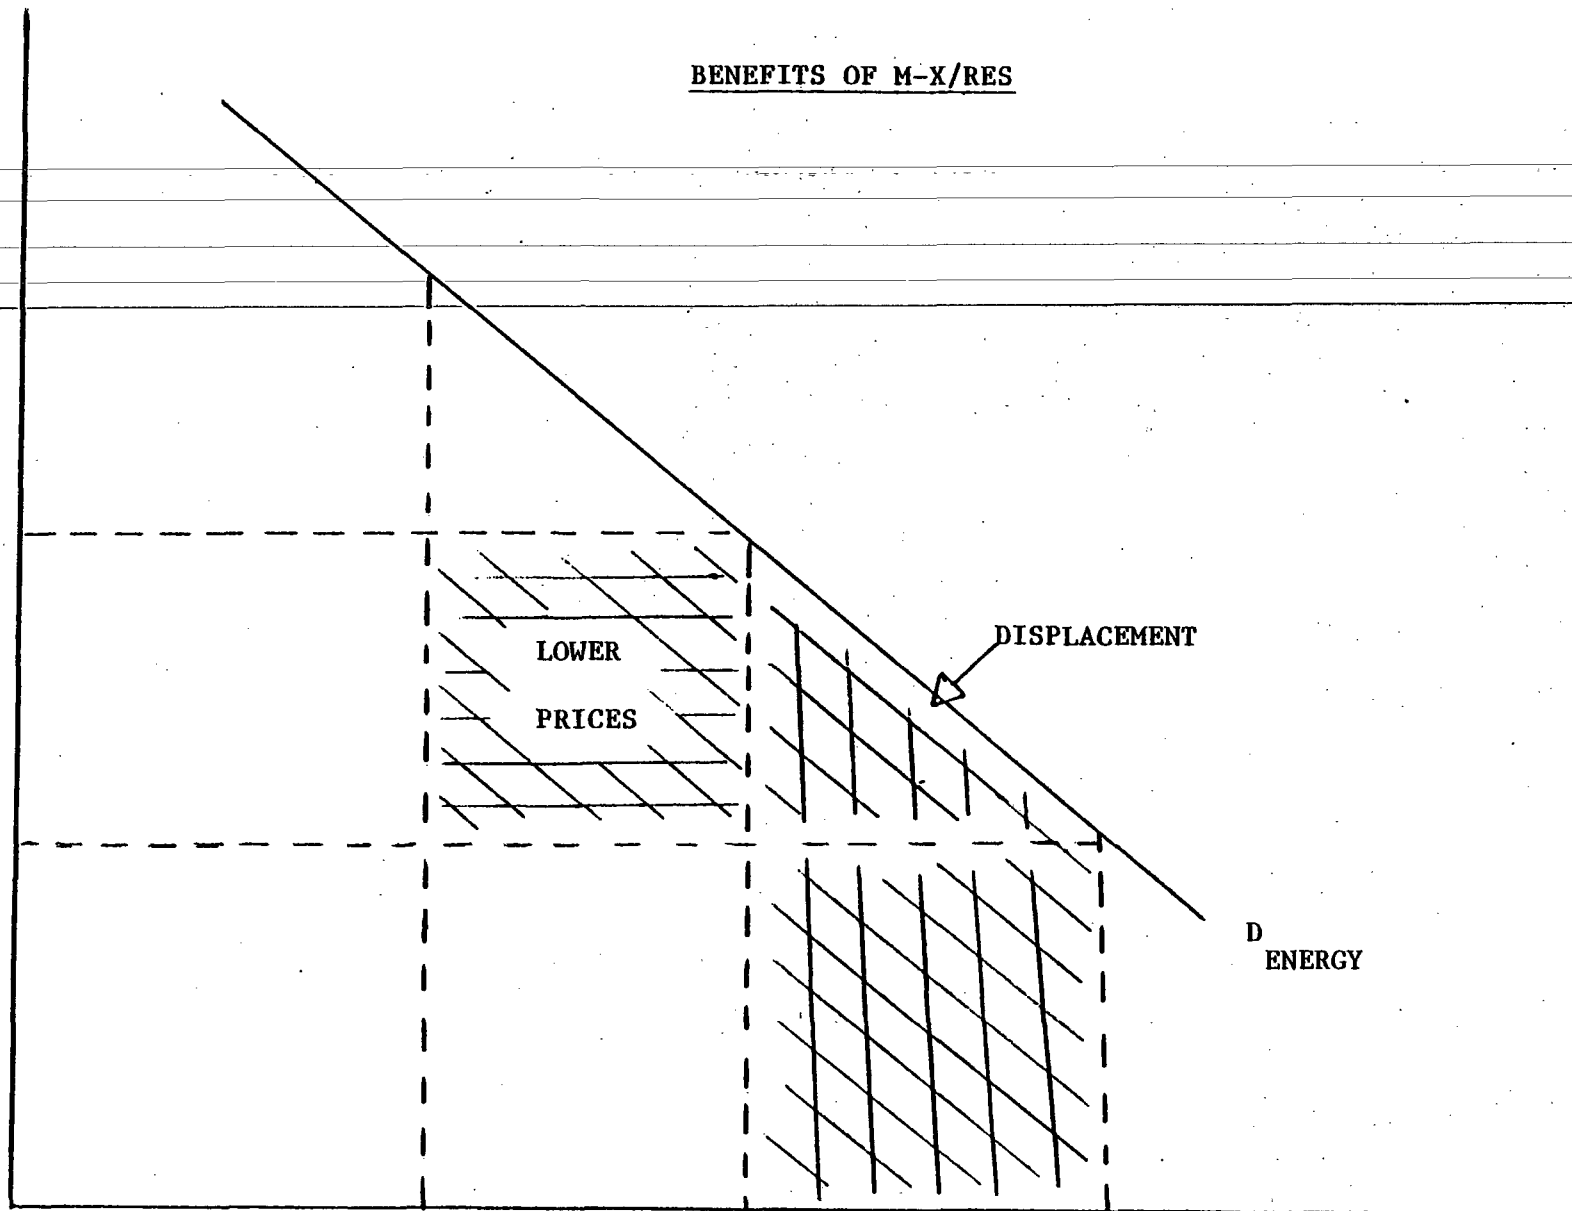 BENEFITS OF M-X/RES
DISPLACEMENT
LOWER
PRICES
D
ENERGY